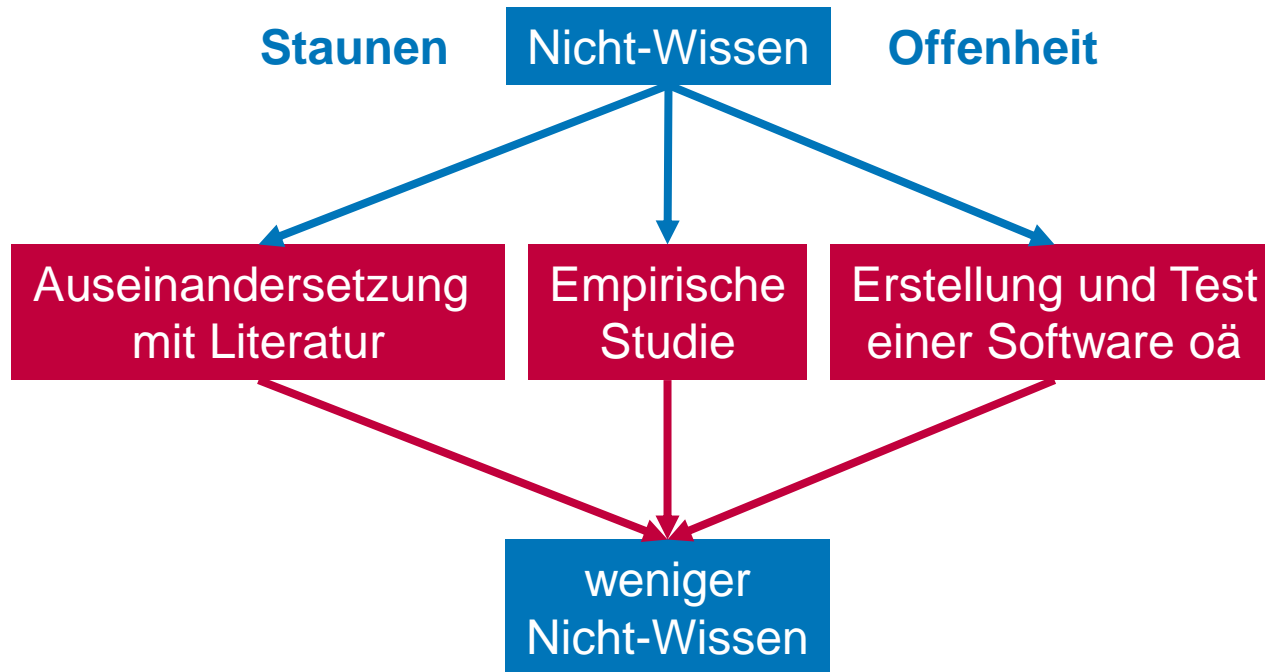 Staunen
Nicht-Wissen
Offenheit
Auseinandersetzung
mit Literatur
Empirische
Studie
Erstellung und Test
einer Software oä
weniger
Nicht-Wissen